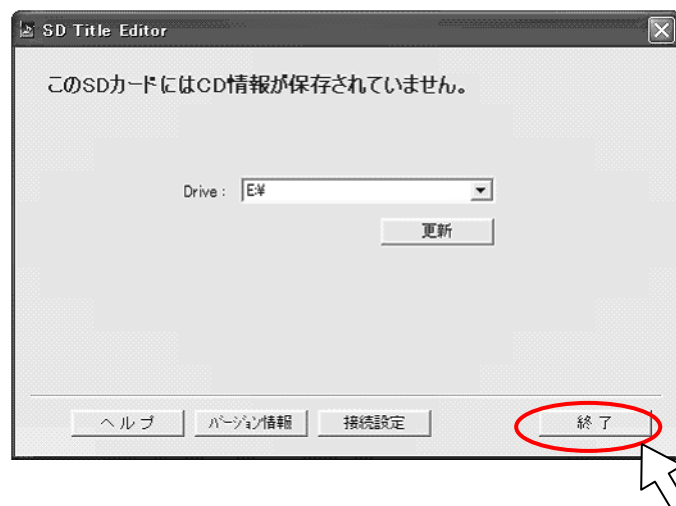 SD Title Editor
このSDカードにはCD情報が保存されていません。
Drive : E:¥
更新
ヘルプ バージョン情報 接続設定 終了